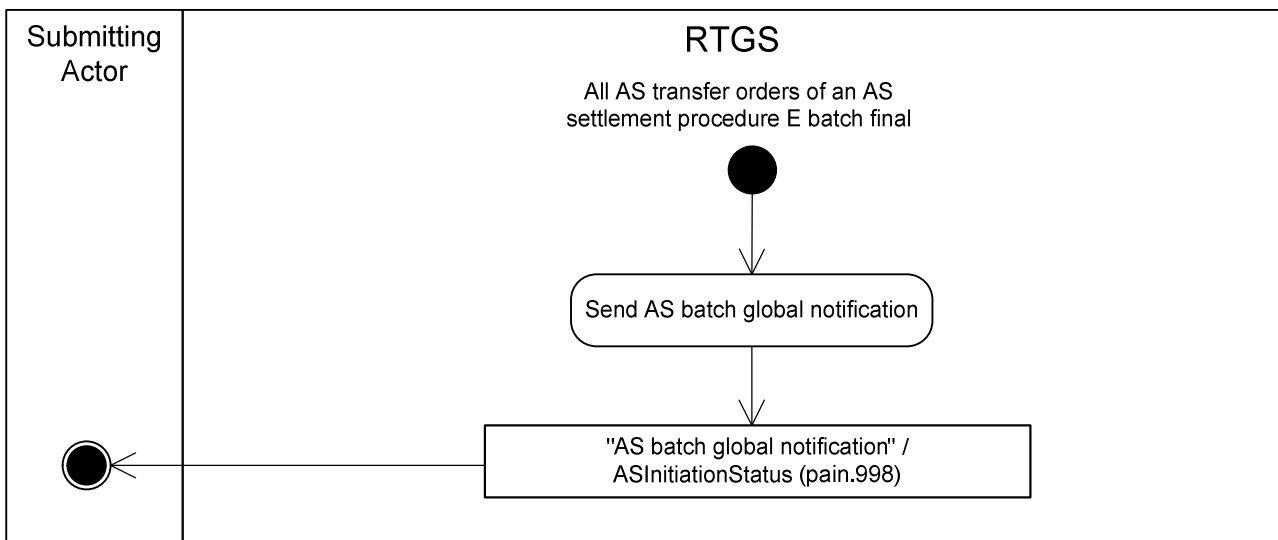 Submitting
Actor
RTGS
All AS transfer orders of an AS
settlement procedure E batch final
Send AS batch global notification
"AS batch global notification" /
ASInitiationStatus (pain.998)